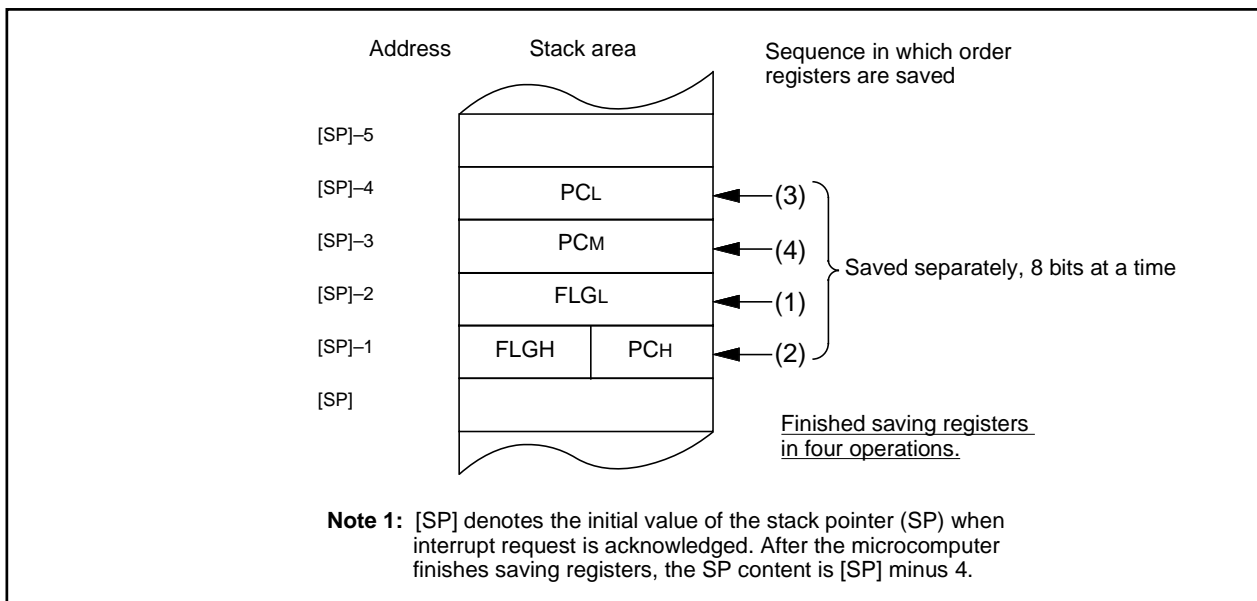 Address Stack area Sequence in which order
registers are saved
[SP]–5
[SP]–4 PCL (3)
[SP]–3 PCM (4)
Saved separately, 8 bits at a time
[SP]–2 FLGL (1)
[SP]–1 FLGH PCH (2)
[SP]
Finished saving registers
in four operations.
Note 1: [SP] denotes the initial value of the stack pointer (SP) when
interrupt request is acknowledged. After the microcomputer
finishes saving registers, the SP content is [SP] minus 4.